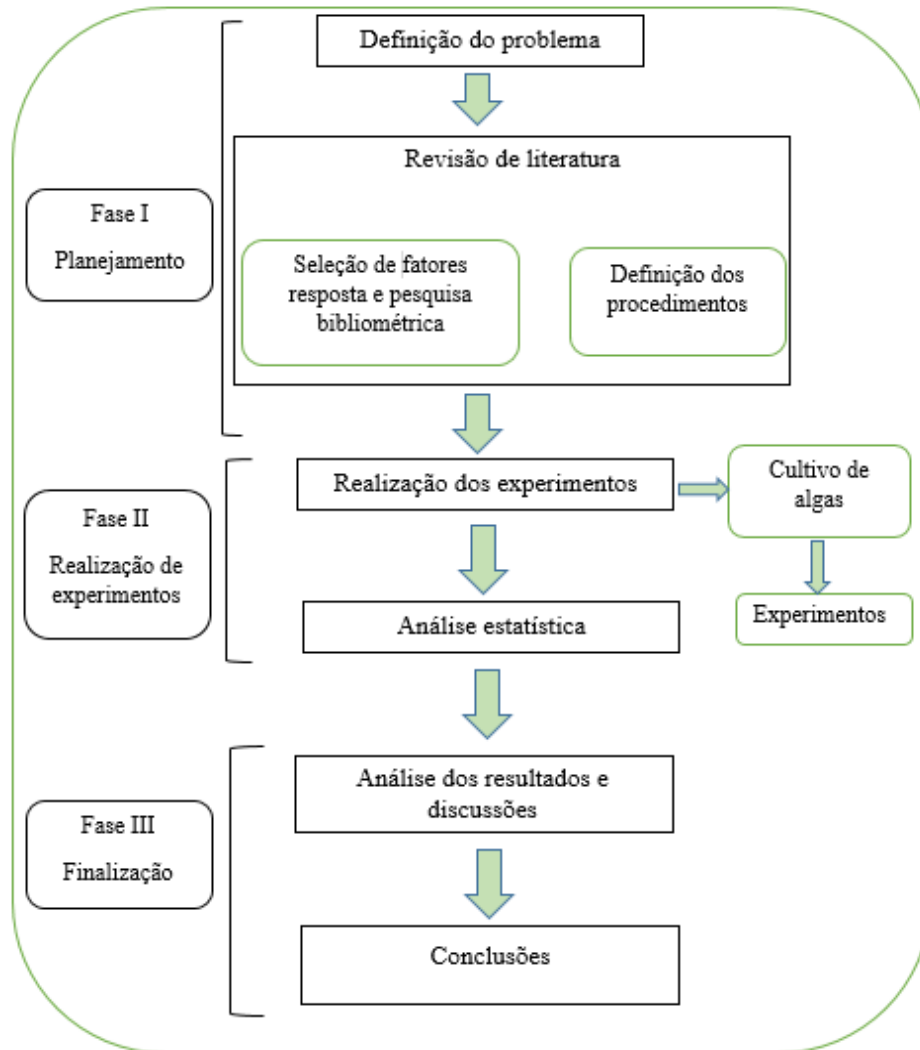 Definição do problema
Revisão de literatura
Fase I
Planejamento
Seleção de fatores
resposta e pesquisa
bibliométrica
Definição dos
procedimentos
Fase II
Realização de
experimentos
Realização dos experimentos
Cultivo de
algas
Experimentos
Análise estatística
Fase III
Finalização
Análise dos resultados e
discussões
Conclusões